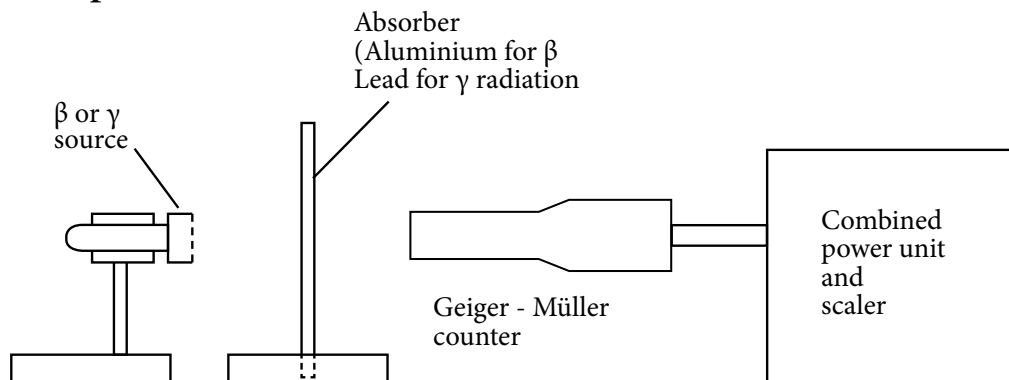 Absorber
(Aluminium for β
Lead for γ radiation
β or γ
source
Geiger - Müller
counter
Combined
power unit
and
scaler